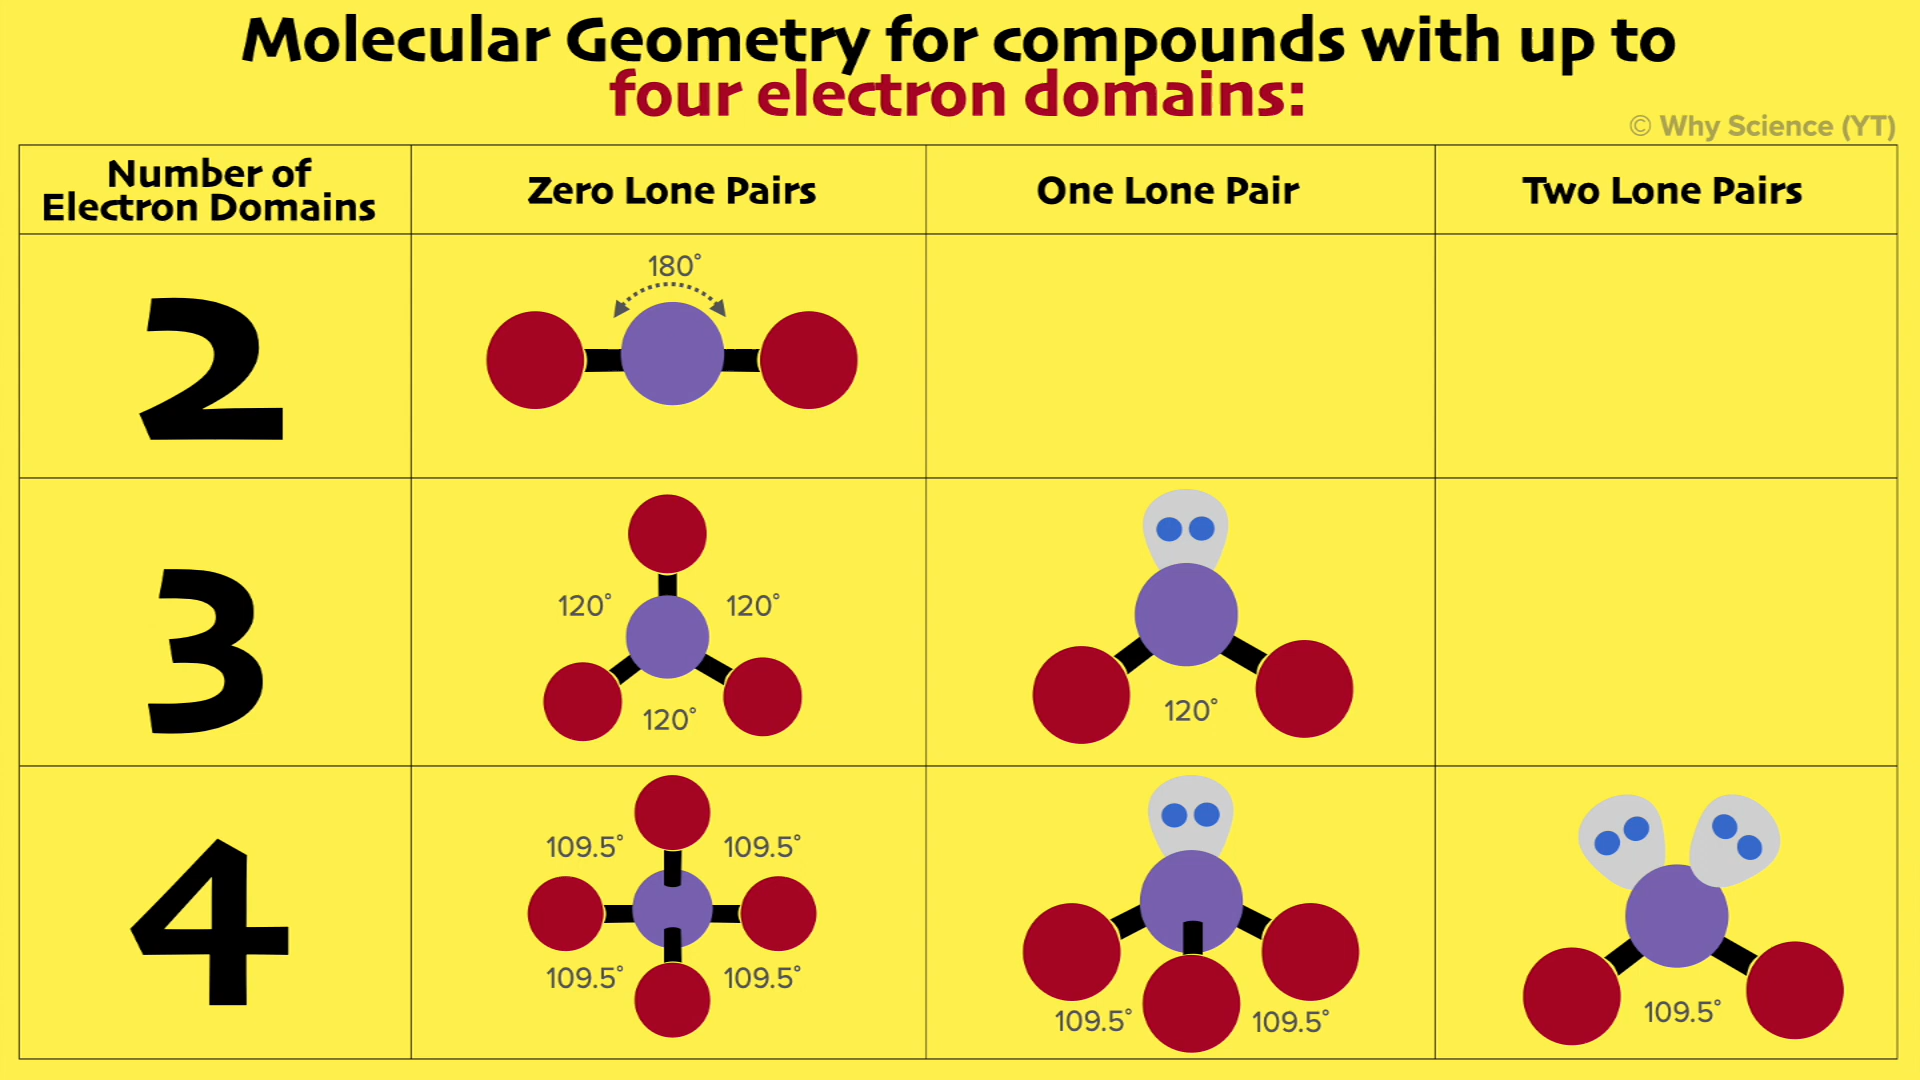 Molecular Geometry for compounds with up to
four electron domains:
© Why Science (YT)
Number of
Electron Domains
Zero Lone Pairs
One Lone Pair
Two Lone Pairs
2
180°
3
120° 120°
120°
120°
4
109.5° 109.5°
109.5° 109.5°
109.5° 109.5°
109.5°